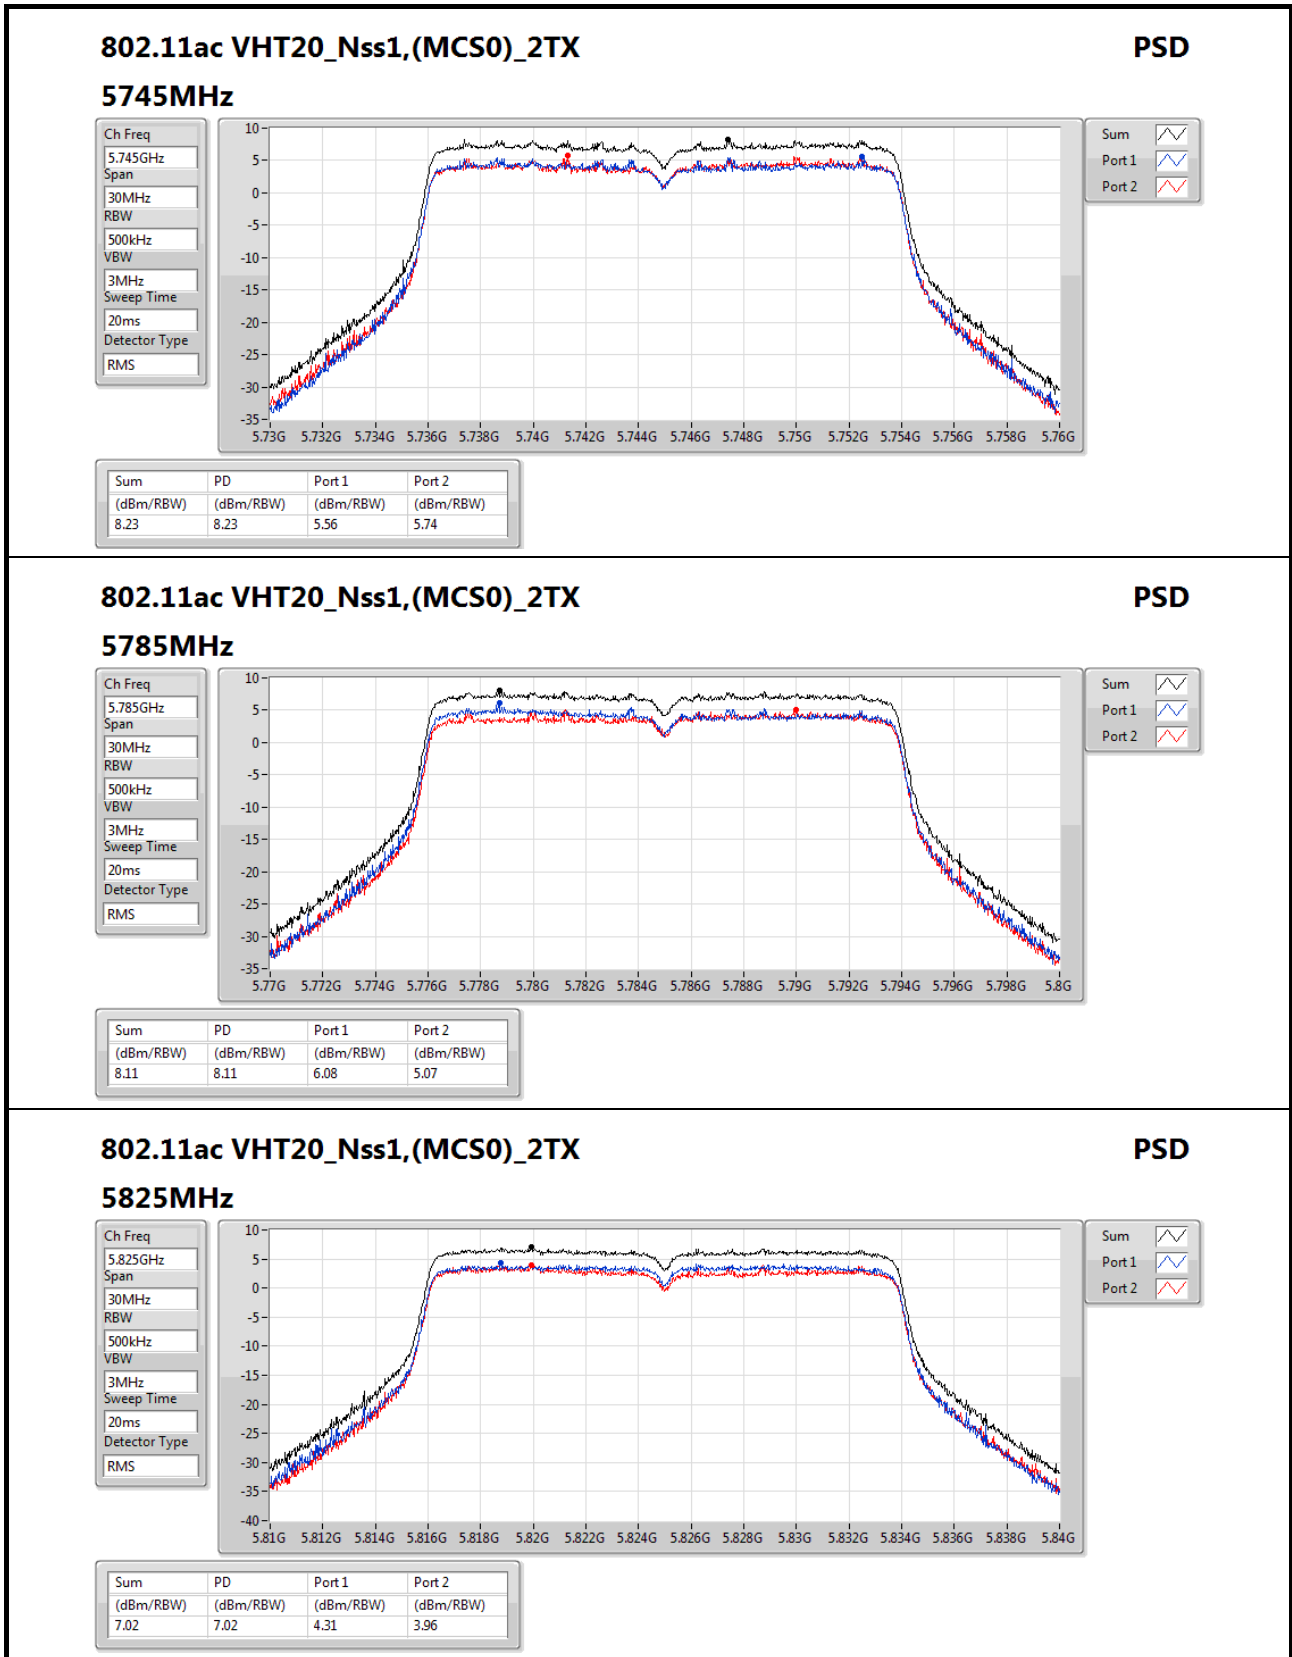 802.11ac VHT20_Nss1,(MCS0)_2TX PSD
5745MHz
Ch Freq
5.745GHz
Span
30MHz
RBW
500kHz
VBW
3MHz
Sweep Time
20ms
Detector Type
RMS
10
5
0
-5
-10
-15
-20
-25
-30
-35
5.73G 5.732G 5.734G 5.736G 5.738G 5.74G 5.742G 5.744G 5.746G 5.748G 5.75G 5.752G 5.754G 5.756G 5.758G 5.76G
Sum
Port 1
Port 2
Sum PD Port 1 Port 2
(dBm/RBW) (dBm/RBW) (dBm/RBW) (dBm/RBW)
8.23 8.23 5.56 5.74
802.11ac VHT20_Nss1,(MCS0)_2TX PSD
5785MHz
Ch Freq
5.785GHz
Span
30MHz
RBW
500kHz
VBW
3MHz
Sweep Time
20ms
Detector Type
RMS
10
5
0
-5
-10
-15
-20
-25
-30
-35
5.77G 5.772G 5.774G 5.776G 5.778G 5.78G 5.782G 5.784G 5.786G 5.788G 5.79G 5.792G 5.794G 5.796G 5.798G 5.8G
Sum
Port 1
Port 2
Sum PD Port 1 Port 2
(dBm/RBW) (dBm/RBW) (dBm/RBW) (dBm/RBW)
8.11 8.11 6.08 5.07
802.11ac VHT20_Nss1,(MCS0)_2TX PSD
5825MHz
Ch Freq
5.825GHz
Span
30MHz
RBW
500kHz
VBW
3MHz
Sweep Time
20ms
Detector Type
RMS
10
5
0
-5
-10
-15
-20
-25
-30
-35
-40
5.81G 5.812G 5.814G 5.816G 5.818G 5.82G 5.822G 5.824G 5.826G 5.828G 5.83G 5.832G 5.834G 5.836G 5.838G 5.84G
Sum
Port 1
Port 2
Sum PD Port 1 Port 2
(dBm/RBW) (dBm/RBW) (dBm/RBW) (dBm/RBW)
7.02 7.02 4.31 3.96